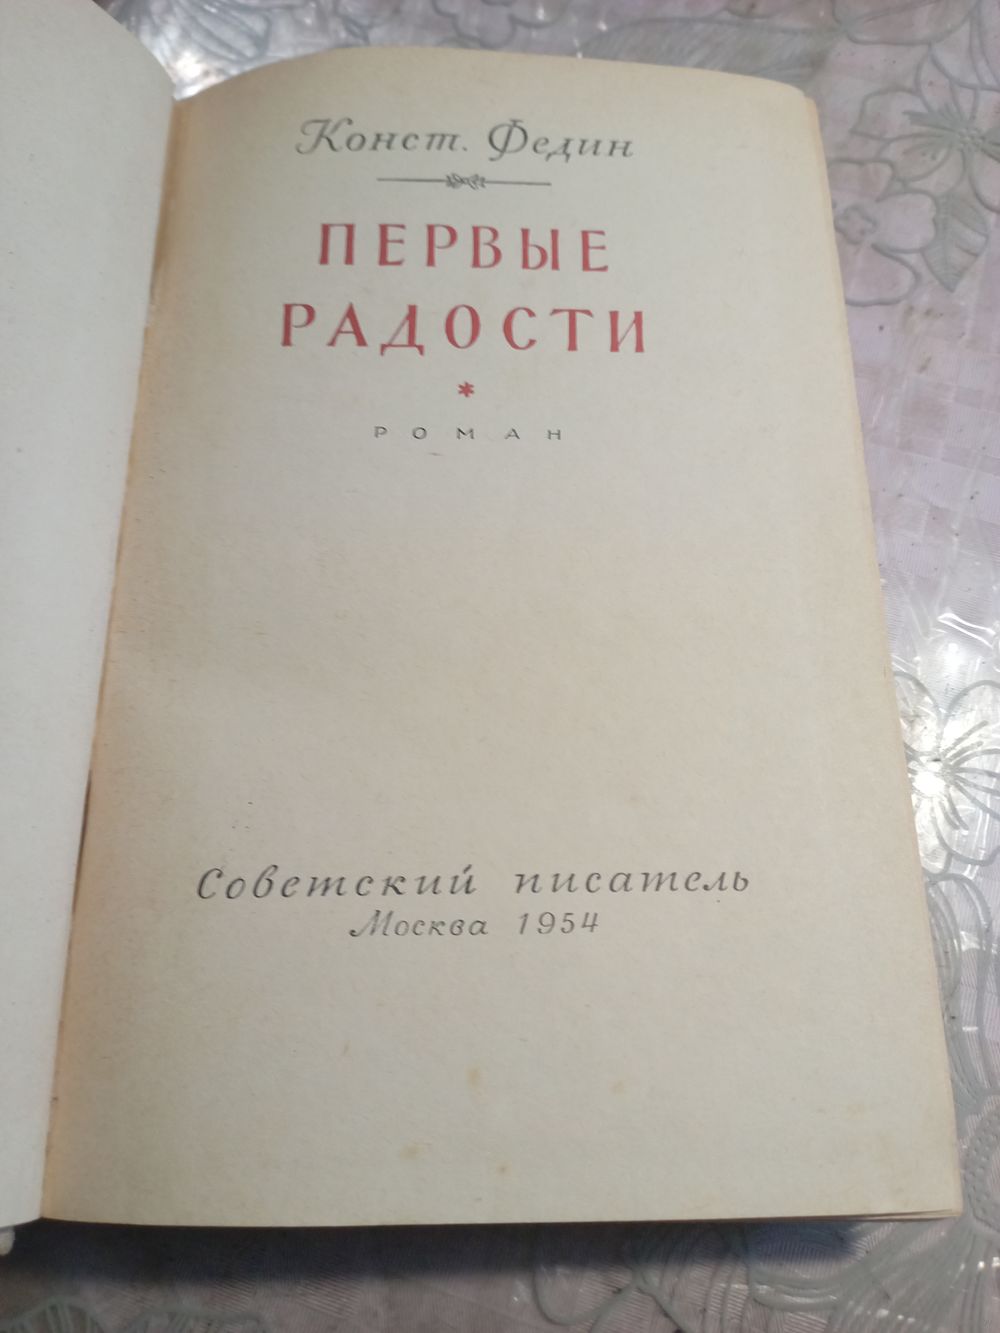 Конст. Федин
ПЕРВЫЕ
РАДОСТИ
*
РОМАН
Советский писатель
Москва 1954